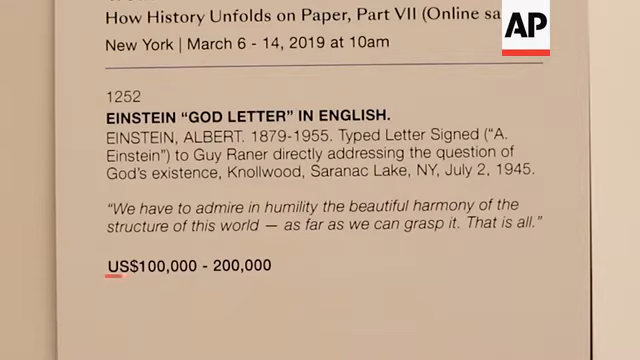 How History Unfolds on Paper, Part VII (Online sa
AP
New York | March 6 - 14, 2019 at 10am
1252
EINSTEIN “GOD LETTER” IN ENGLISH.
EINSTEIN, ALBERT. 1879-1955. Typed Letter Signed (“A.
Einstein”) to Guy Raner directly addressing the question of
God’s existence, Knollwood, Saranac Lake, NY, July 2, 1945.
“We have to admire in humility the beautiful harmony of the
structure of this world — as far as we can grasp it. That is all.”
US$100,000 - 200,000